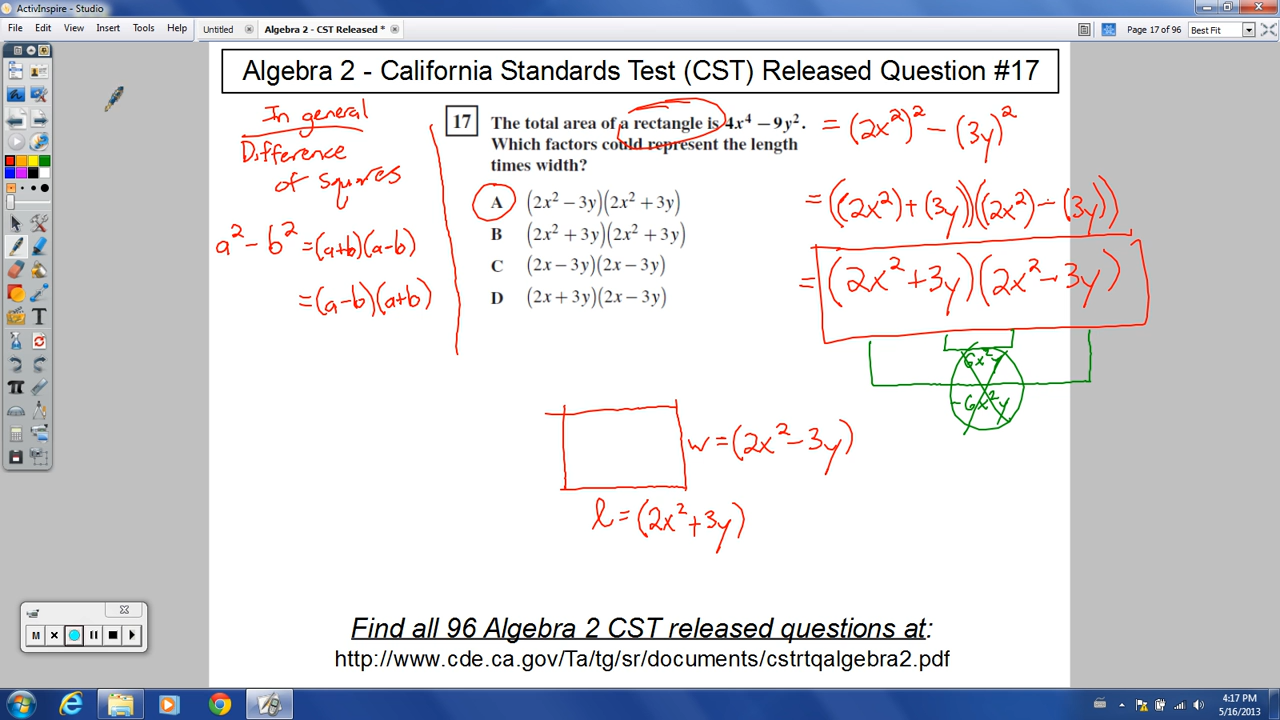 ActivInspire - Studio
File Edit View Insert Tools Help
Untitled
Algebra 2 - CST Released *
Page 17 of 96
Best Fit
Algebra 2 - California Standards Test (CST) Released Question #17
In general
Difference
of Squares
a² - b² = (a+b)(a-b)
= (a-b)(a+b)
17 The total area of a rectangle is 4x⁴ – 9y².
Which factors could represent the length
times width?
A (2x² – 3y)(2x² + 3y)
B (2x² + 3y)(2x² + 3y)
C (2x – 3y)(2x – 3y)
D (2x + 3y)(2x – 3y)
= (2x²)² - (3y)²
= ((2x²)+(3y))((2x²)-(3y))
= (2x²+3y)(2x²-3y)
6x²y
-6x²y
w = (2x²-3y)
l = (2x²+3y)
Find all 96 Algebra 2 CST released questions at:
http://www.cde.ca.gov/Ta/tg/sr/documents/cstrtqalgebra2.pdf
M
4:17 PM
5/16/2013